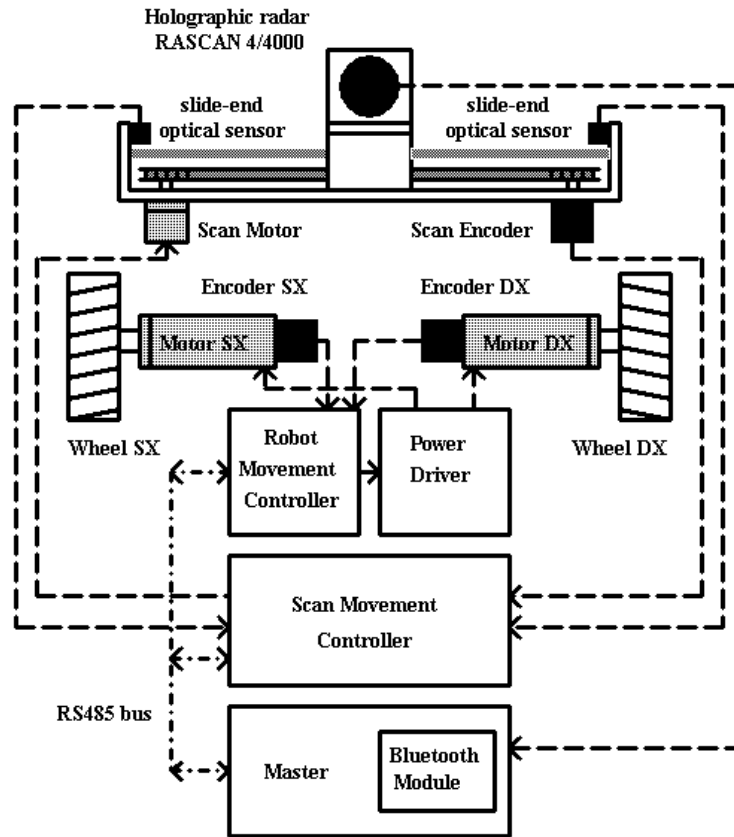 Holographic radar
RASCAN 4/4000
slide-end
optical sensor
slide-end
optical sensor
Scan Motor
Scan Encoder
Encoder SX
Encoder DX
Motor SX
Motor DX
Wheel SX
Wheel DX
Robot
Movement
Controller
Power
Driver
Scan Movement
Controller
RS485 bus
Master
Bluetooth
Module